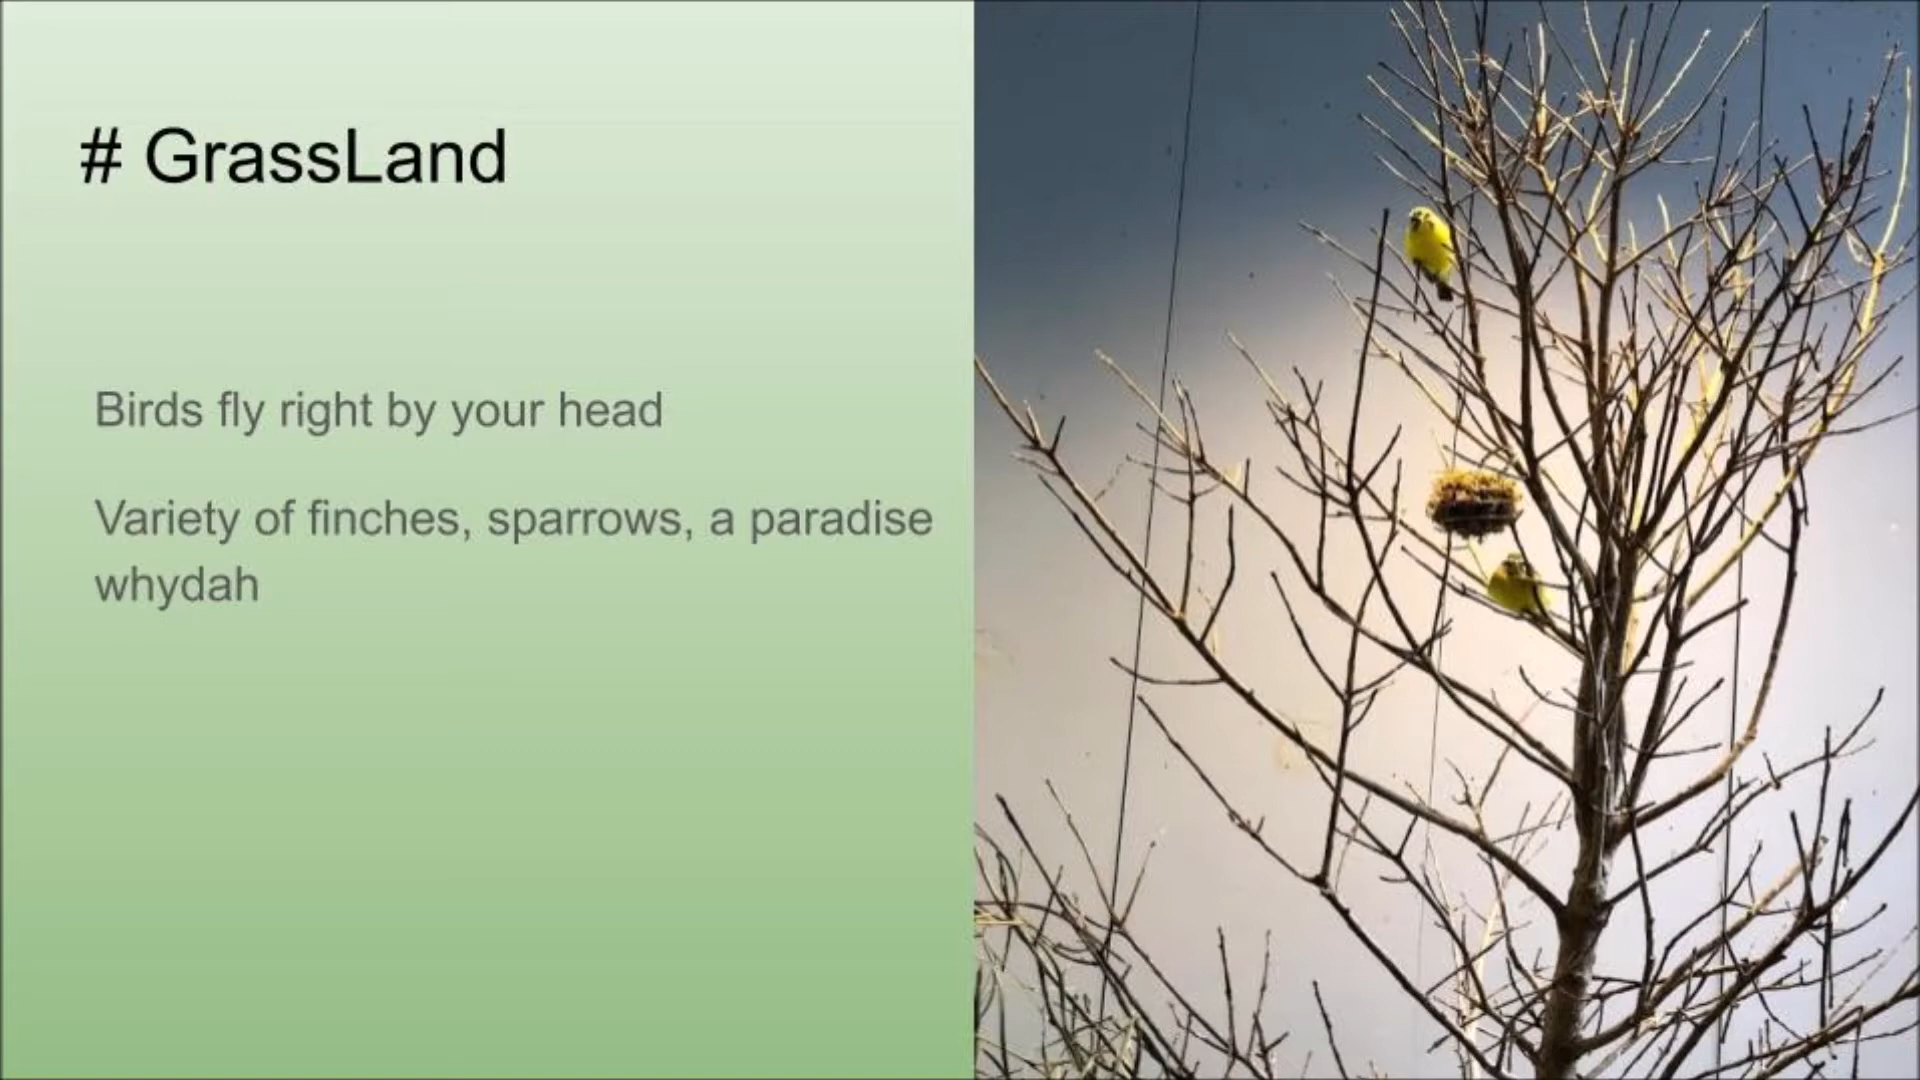 # GrassLand
Birds fly right by your head
Variety of finches, sparrows, a paradise
whydah